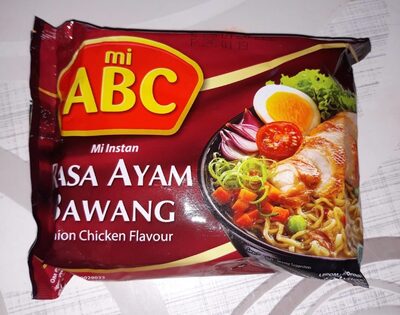 mi
ABC
Mi Instan
RASA AYAM
BAWANG
nion Chicken Flavour